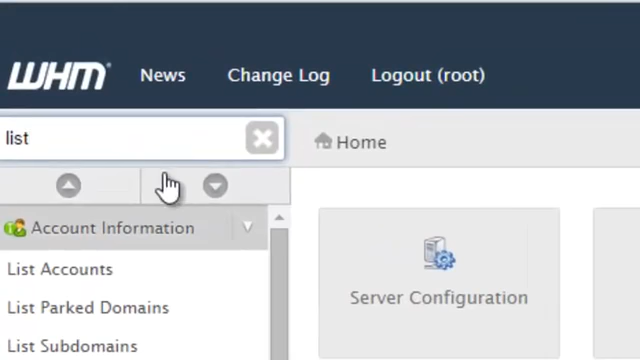 WHM News Change Log Logout (root)
list
Home
Account Information
List Accounts
List Parked Domains
List Subdomains
Server Configuration